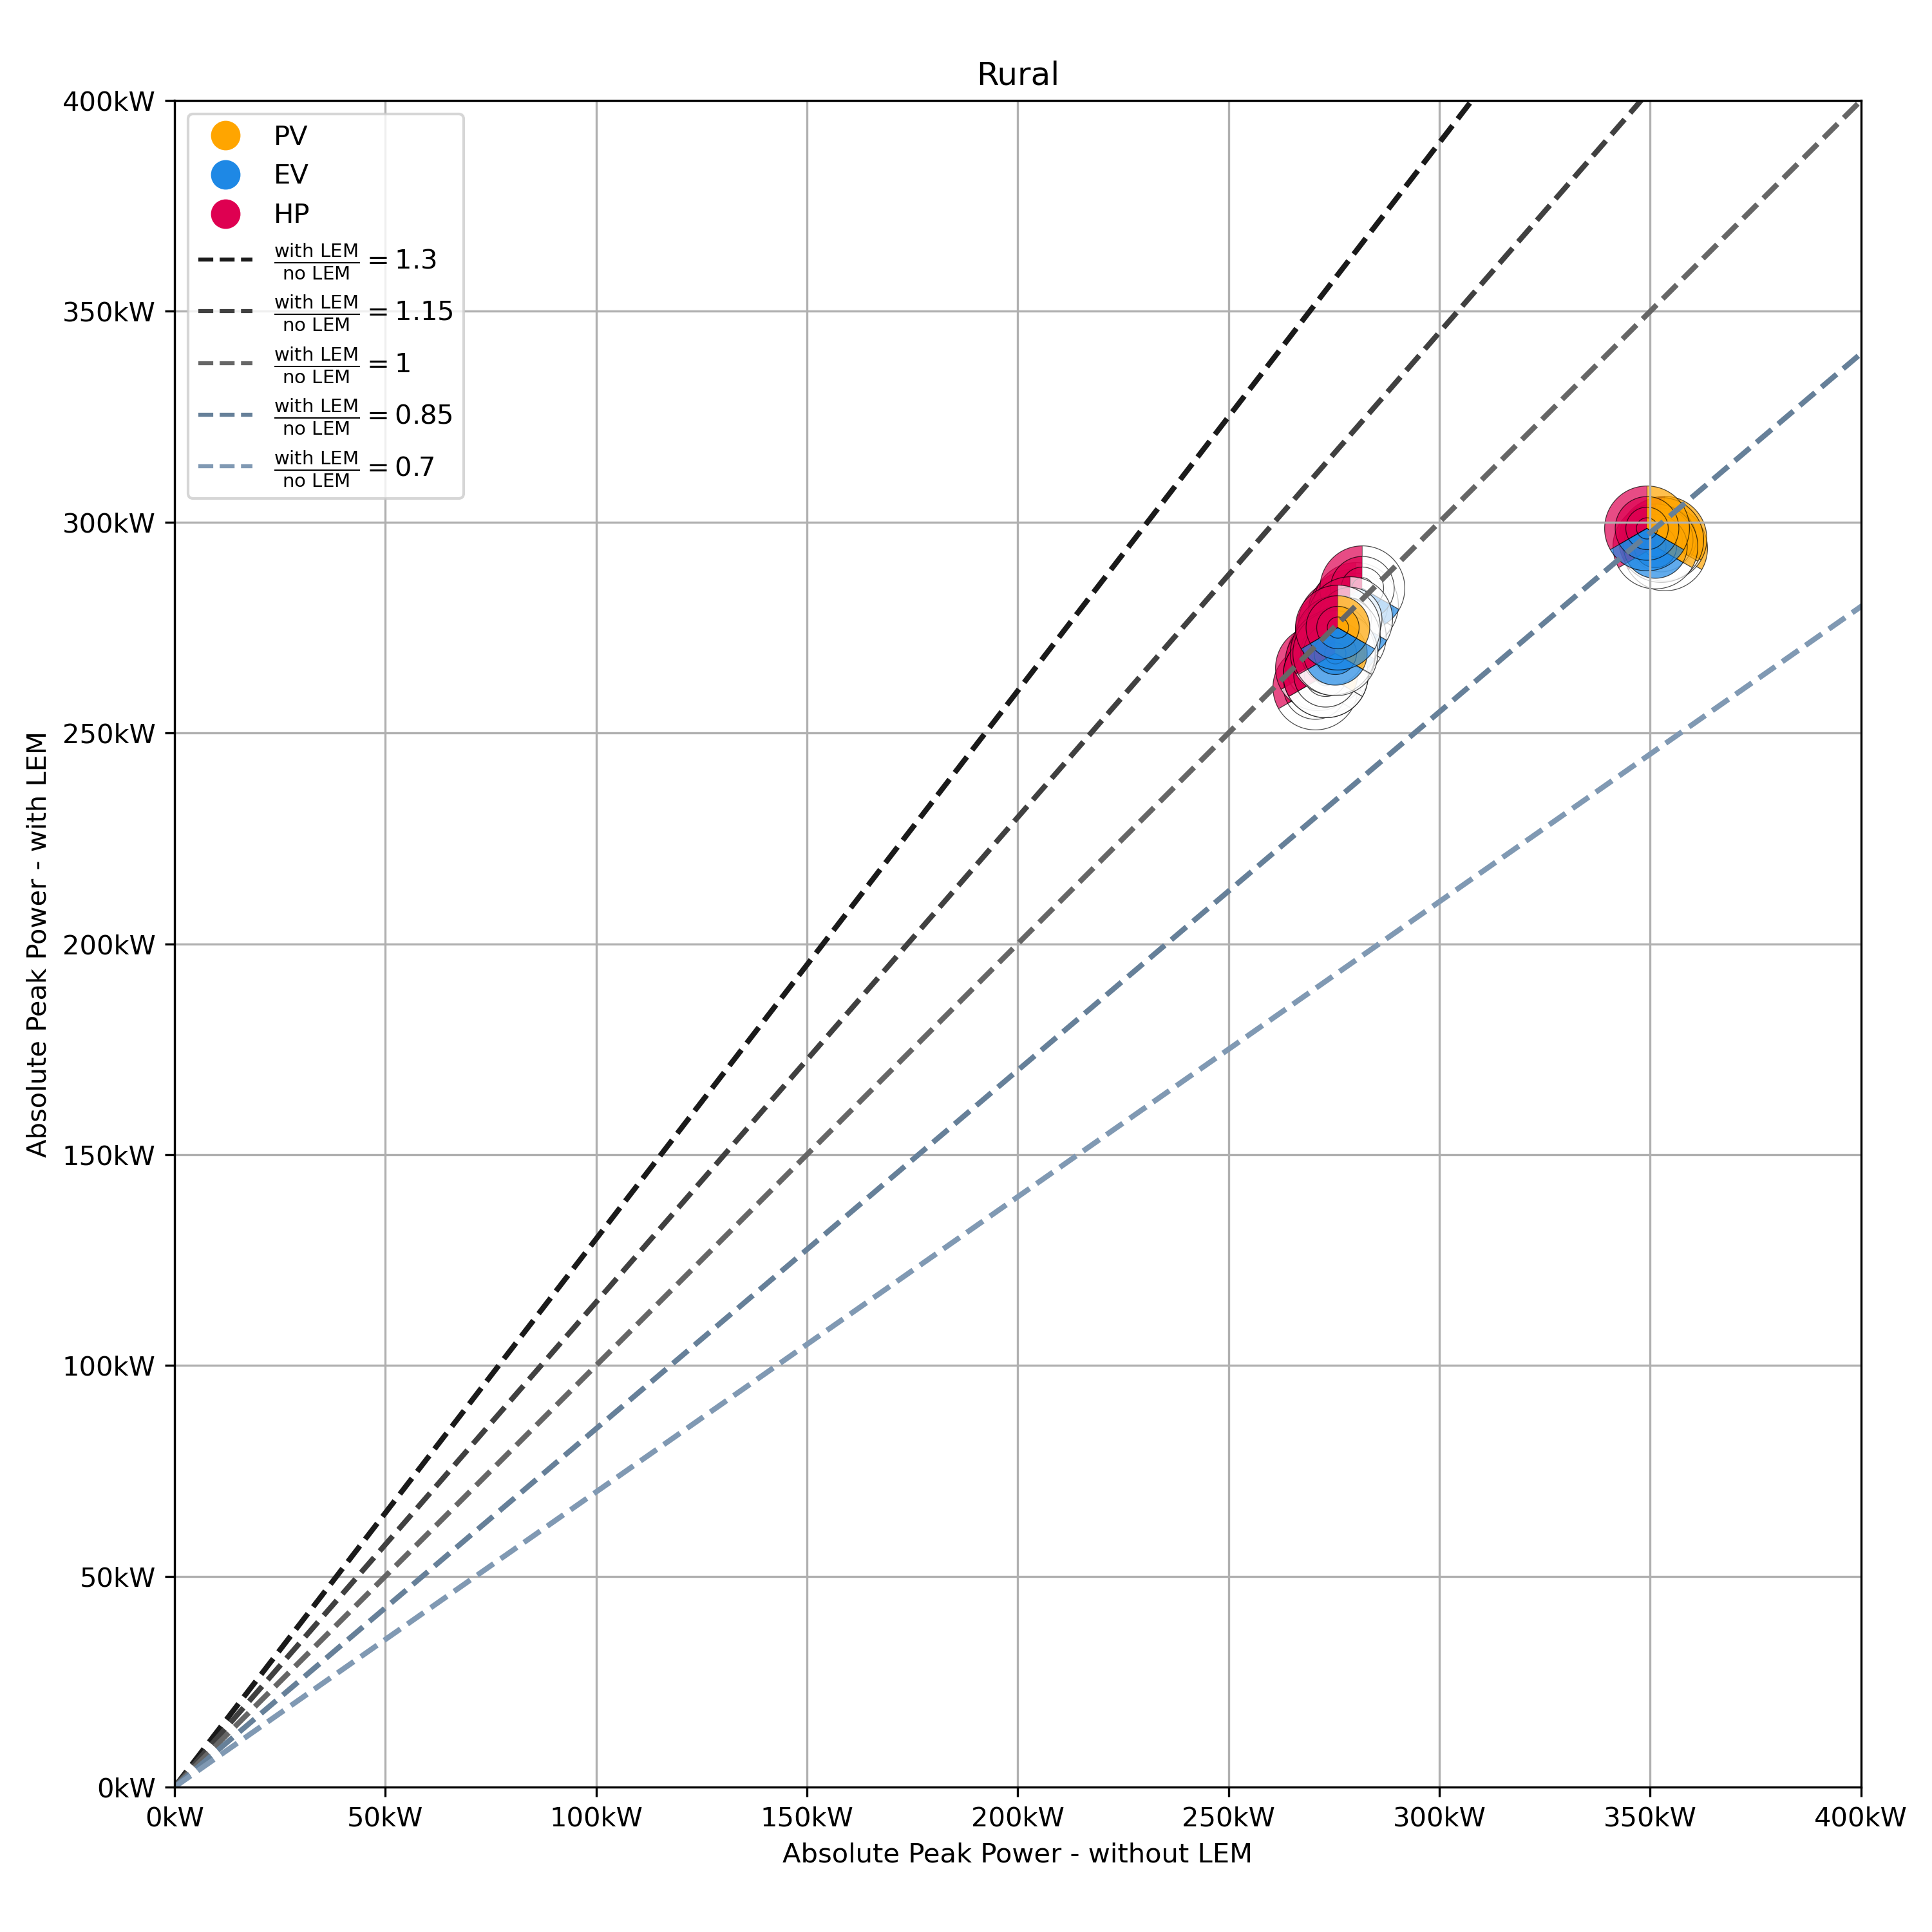 Rural
400kW
350kW
300kW
250kW
200kW
150kW
100kW
50kW
0kW
Absolute Peak Power - with LEM
PV
EV
HP
with LEM / no LEM = 1.3
with LEM / no LEM = 1.15
with LEM / no LEM = 1
with LEM / no LEM = 0.85
with LEM / no LEM = 0.7
0kW 50kW 100kW 150kW 200kW 250kW 300kW 350kW 400kW
Absolute Peak Power - without LEM